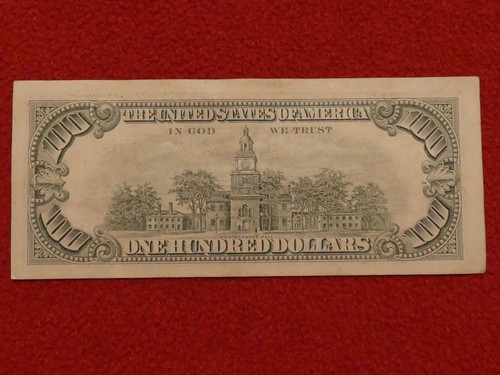 THE UNITED STATES OF AMERICA
100 100
IN GOD WE TRUST
100 100
ONE HUNDRED DOLLARS